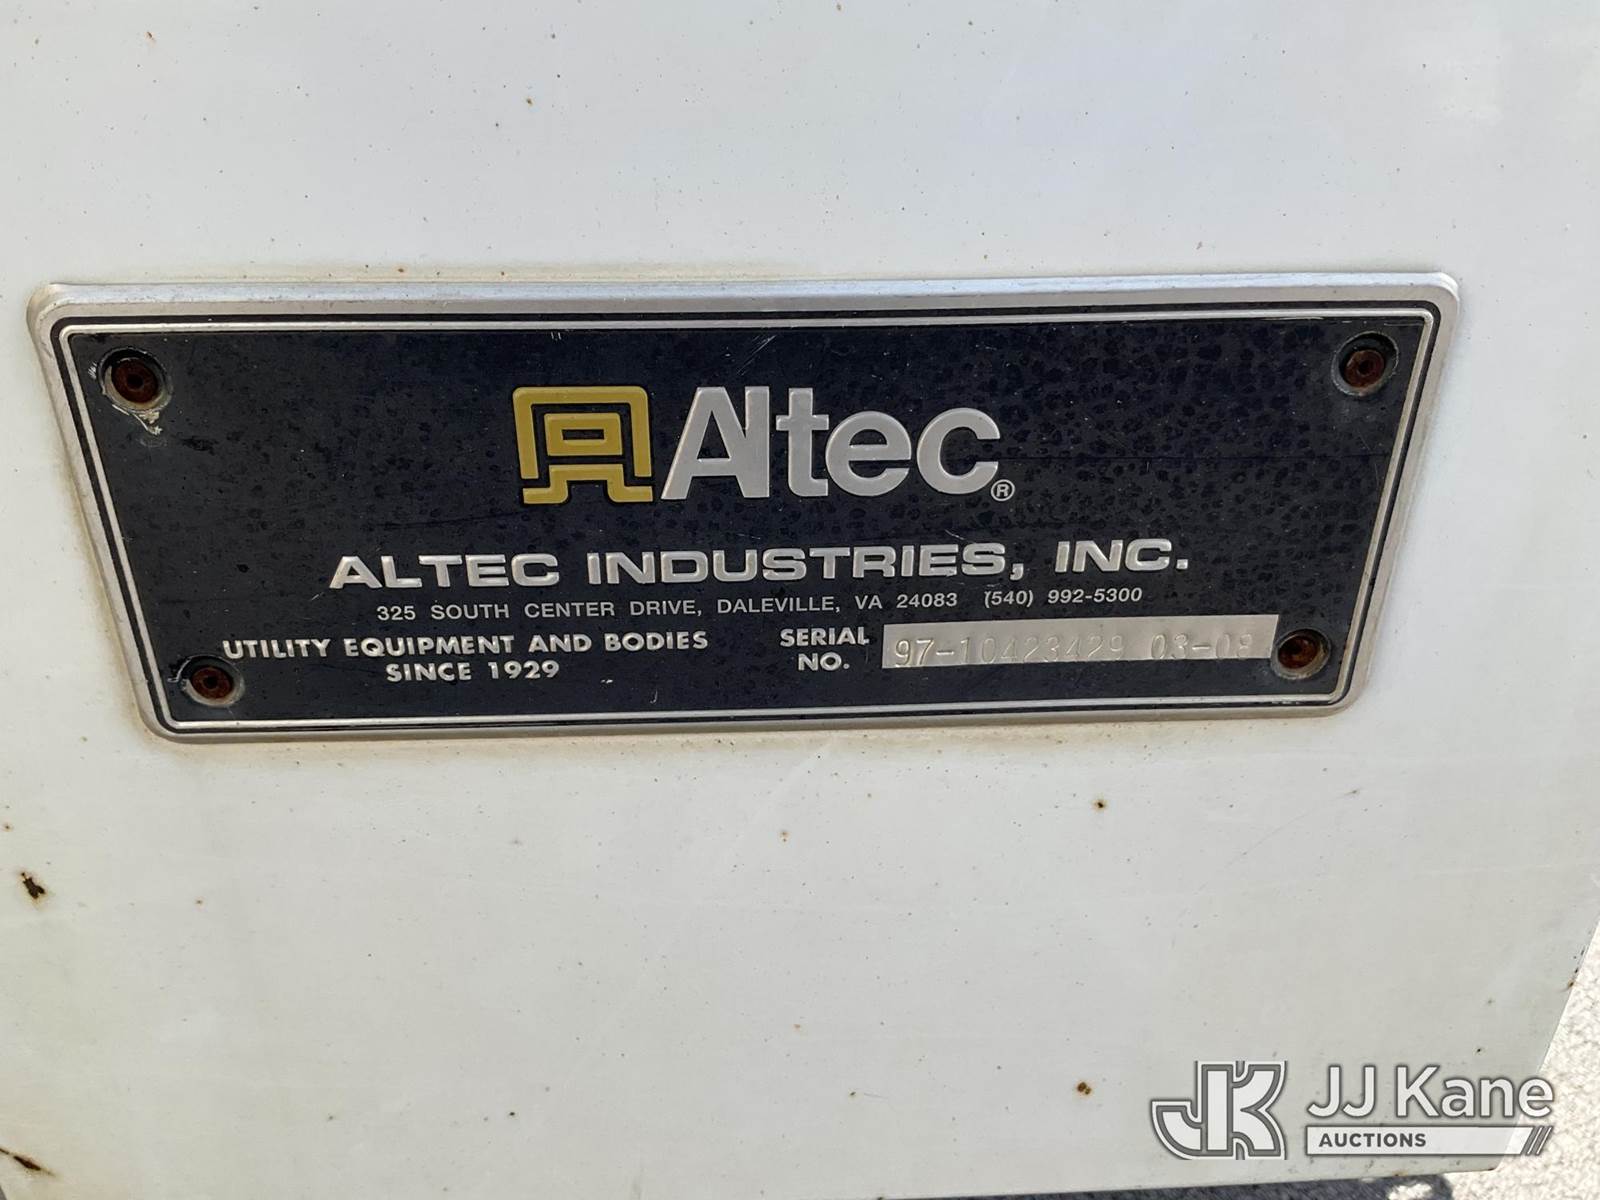 Altec®
ALTEC INDUSTRIES, INC.
325 SOUTH CENTER DRIVE, DALEVILLE, VA 24083 (540) 992-5300
UTILITY EQUIPMENT AND BODIES
SINCE 1929
SERIAL
NO.
97-10423429 03-08
JK JJ Kane
AUCTIONS